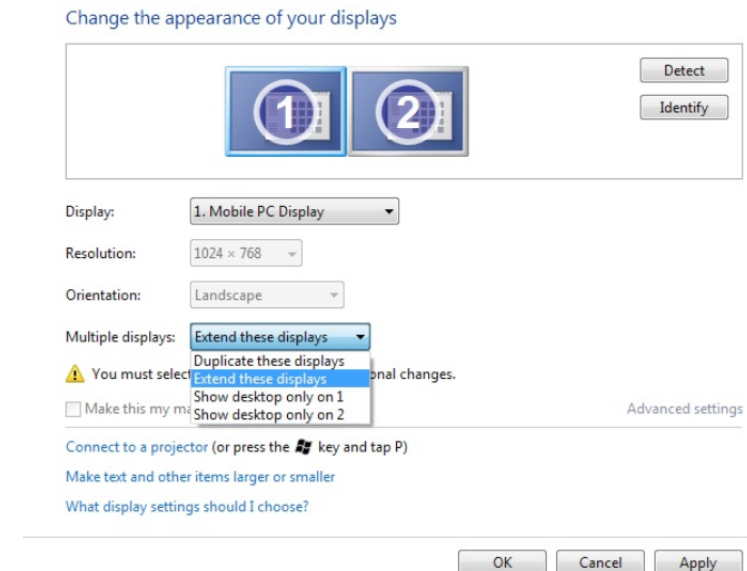 Change the appearance of your displays
1 2
Detect
Identify
Display: 1. Mobile PC Display
Resolution: 1024 × 768
Orientation: Landscape
Multiple displays: Extend these displays
Duplicate these displays
You must select onal changes.
Extend these displays
Show desktop only on 1
Make this my ma Advanced settings
Show desktop only on 2
Connect to a projector (or press the key and tap P)
Make text and other items larger or smaller
What display settings should I choose?
OK Cancel Apply